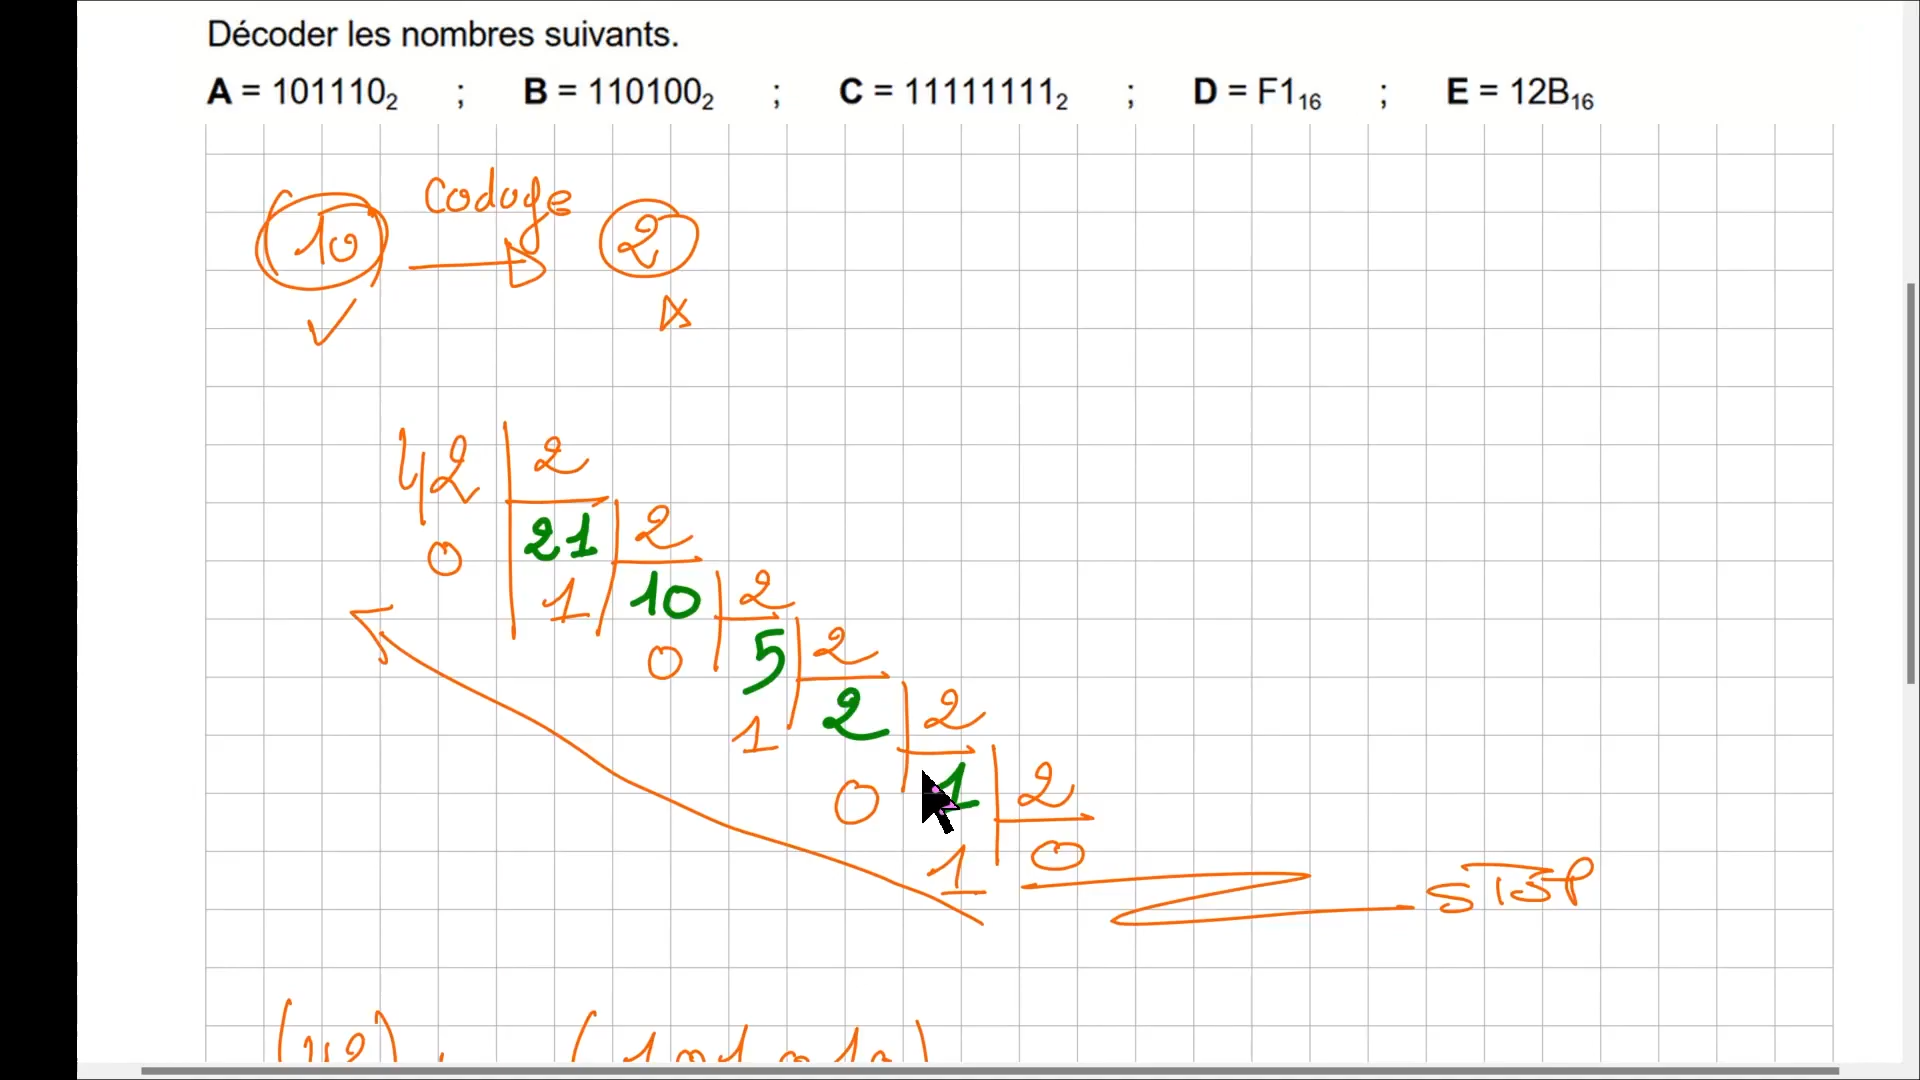 Décoder les nombres suivants.
A = 101110₂ ; B = 110100₂ ; C = 11111111₂ ; D = F1₁₆ ; E = 12B₁₆
10 Codage 2
42 2
0 21 2
1 10 2
0 5 2
1 2 2
0 1 2
1 0
STOP